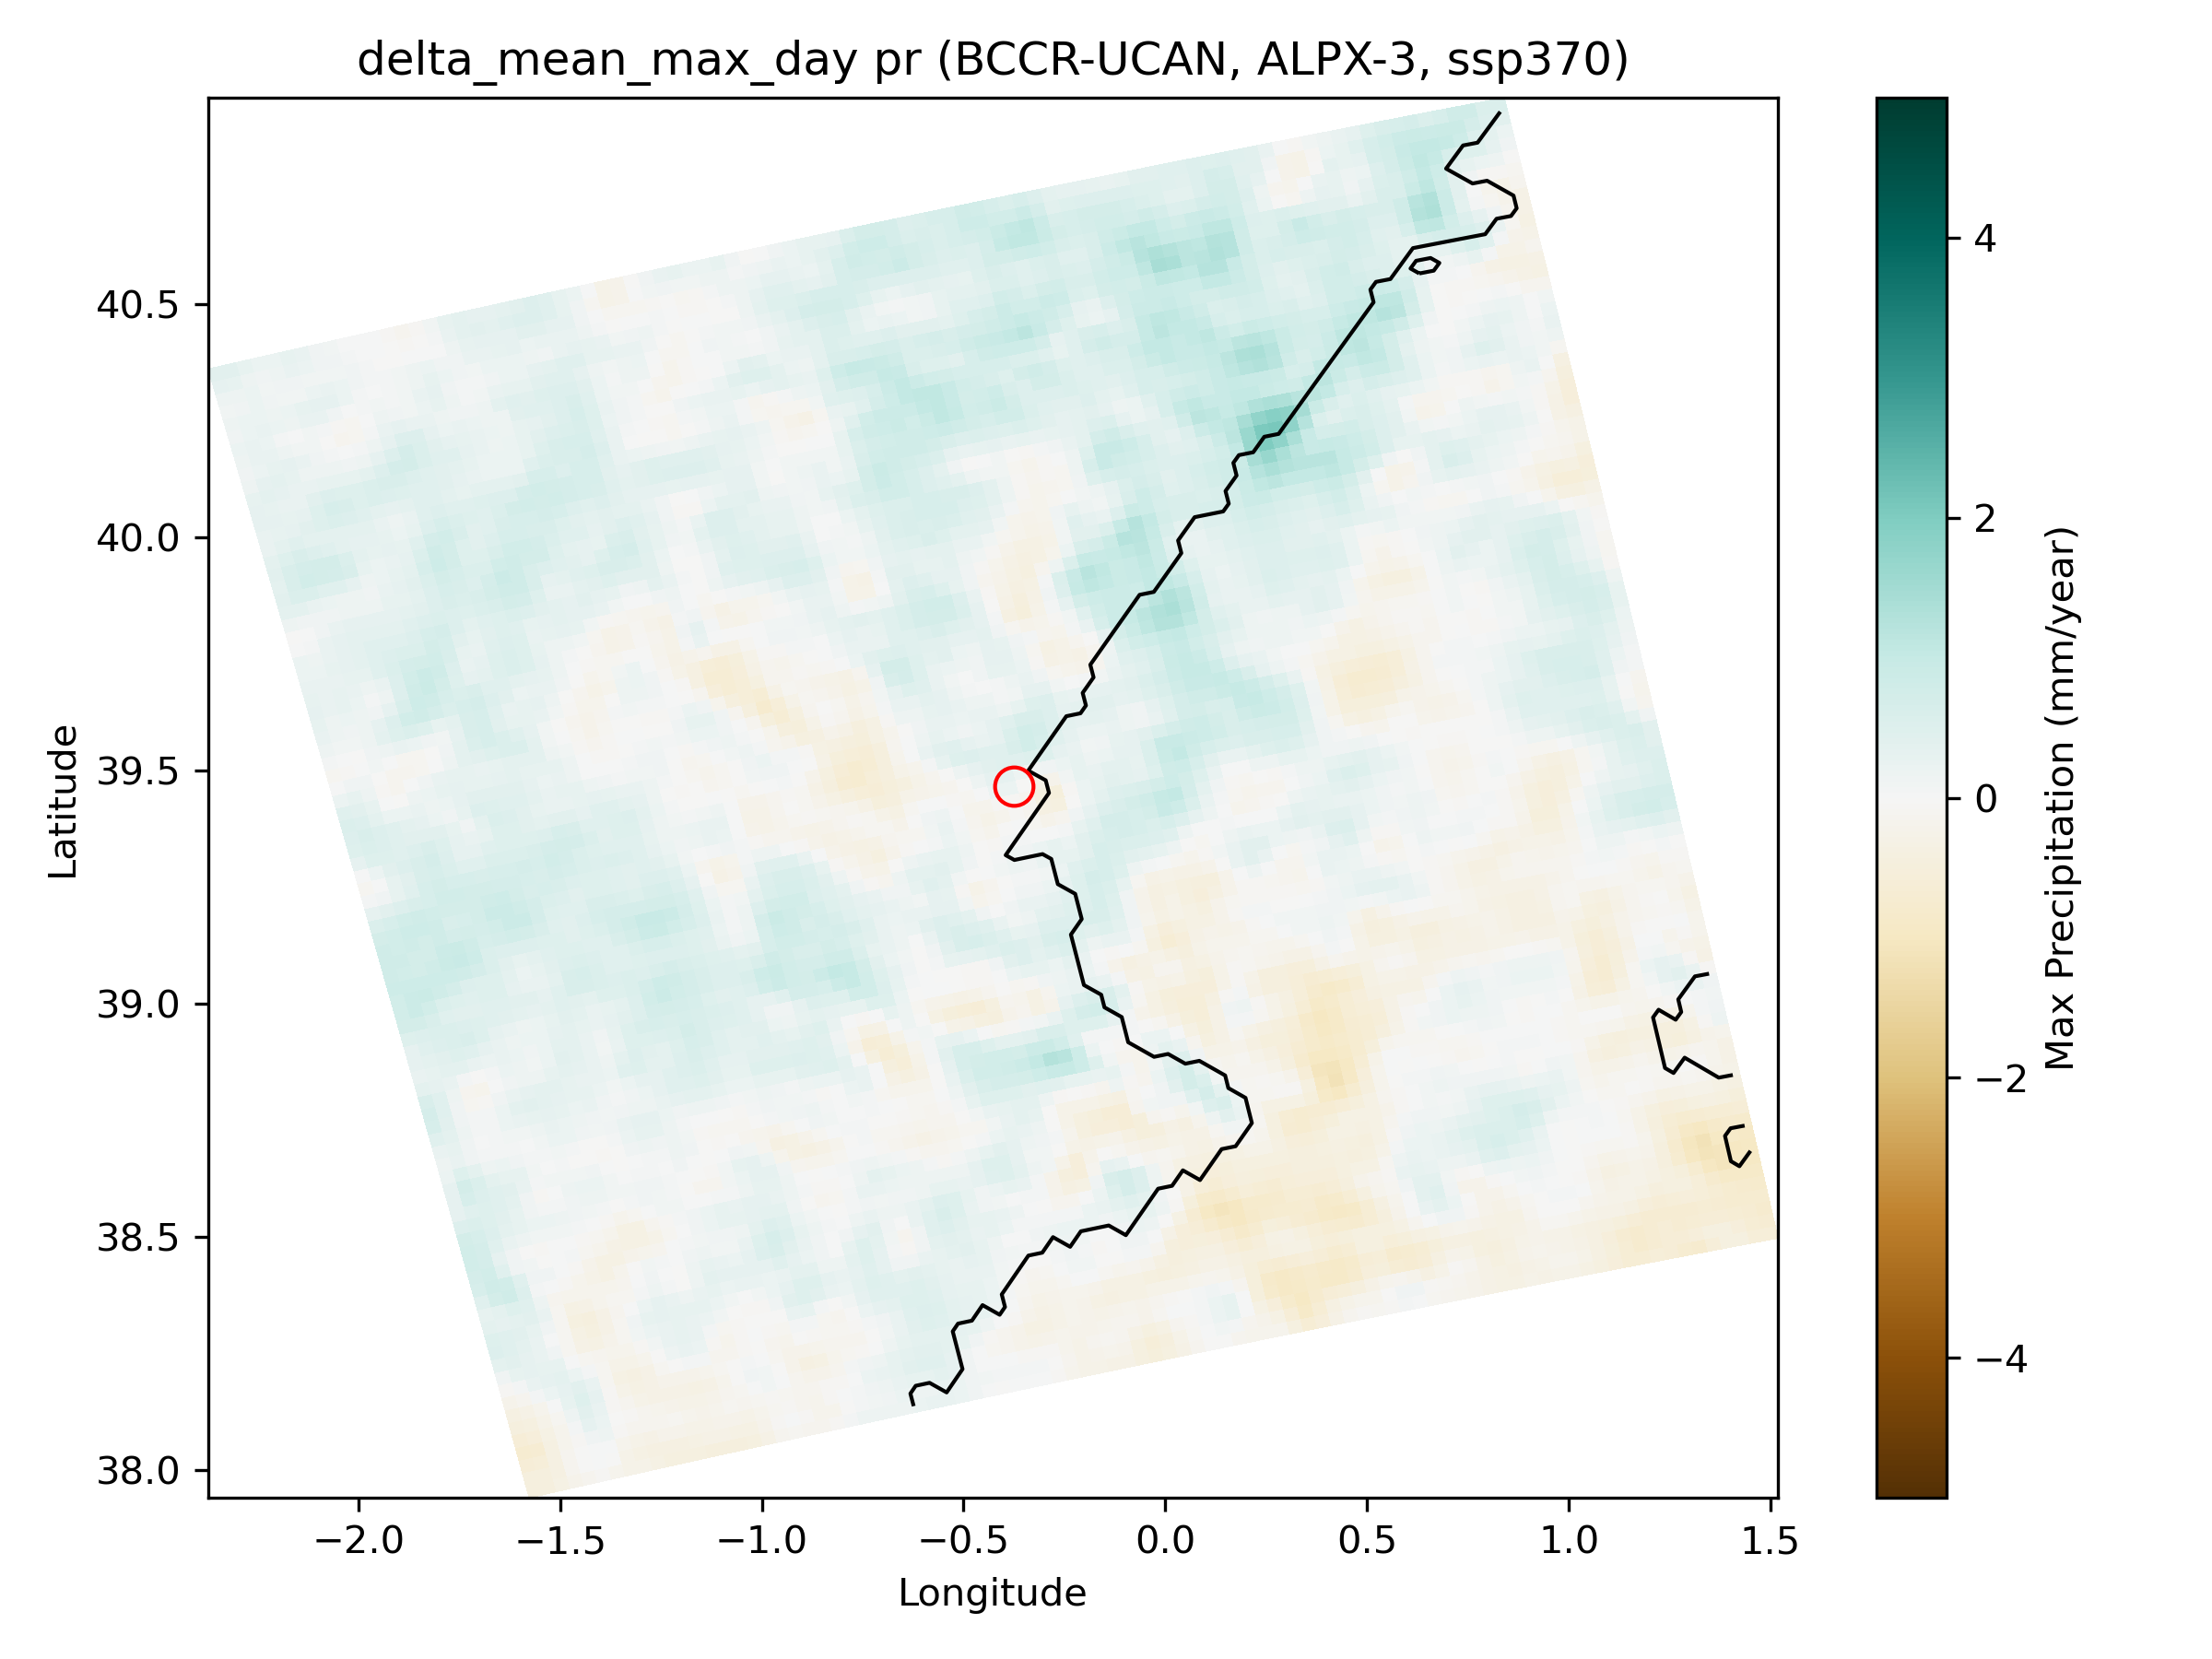 delta_mean_max_day pr (BCCR-UCAN, ALPX-3, ssp370)
40.5
40.0
39.5
39.0
38.5
38.0
Latitude
−2.0 −1.5 −1.0 −0.5 0.0 0.5 1.0 1.5
Longitude
4
2
0
−2
−4
Max Precipitation (mm/year)